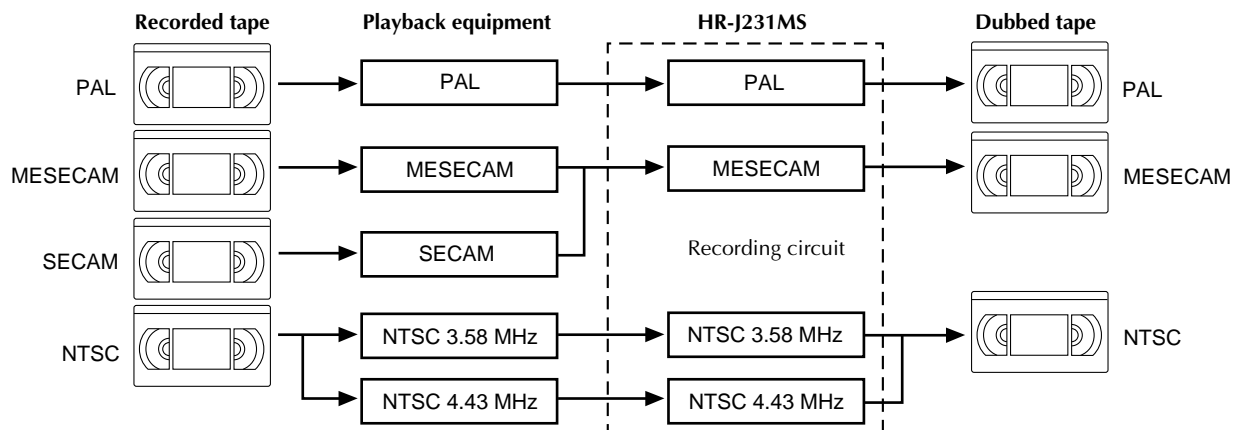 Recorded tape
Playback equipment
HR-J231MS
Dubbed tape
PAL
PAL
PAL
PAL
MESECAM
MESECAM
MESECAM
MESECAM
SECAM
SECAM
Recording circuit
NTSC
NTSC 3.58 MHz
NTSC 3.58 MHz
NTSC
NTSC 4.43 MHz
NTSC 4.43 MHz